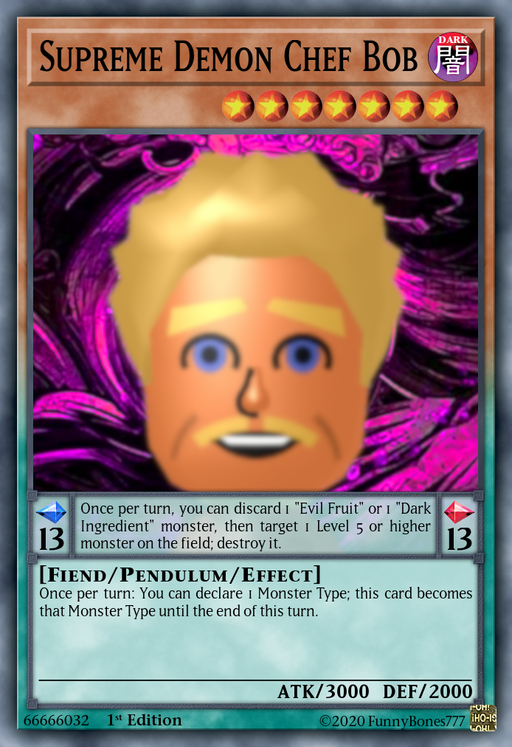 Supreme Demon Chef Bob
DARK
闇
Once per turn, you can discard 1 "Evil Fruit" or 1 "Dark
Ingredient" monster, then target 1 Level 5 or higher
monster on the field; destroy it.
13
13
[Fiend/Pendulum/Effect]
Once per turn: You can declare 1 Monster Type; this card becomes
that Monster Type until the end of this turn.
ATK/3000 DEF/2000
66666032 1st Edition ©2020 FunnyBones777